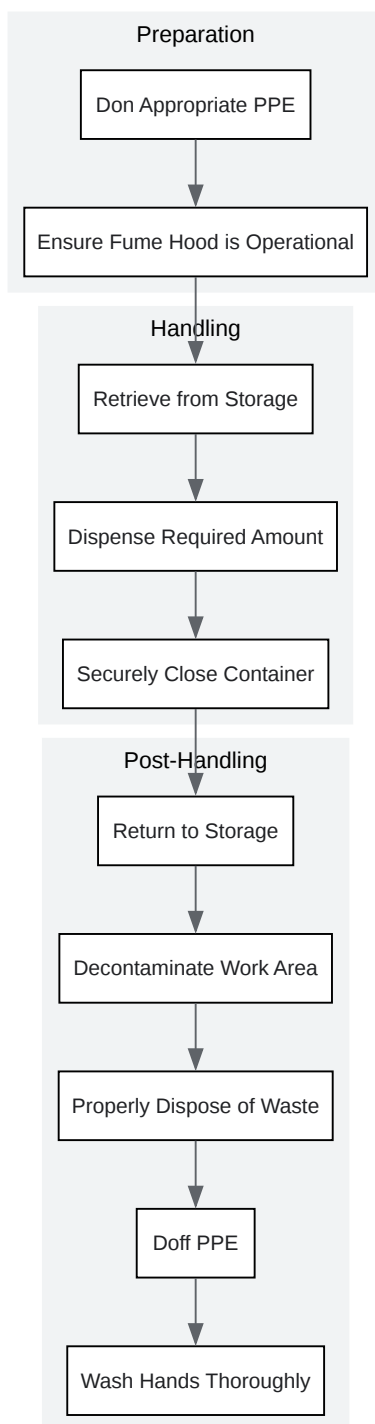 Preparation
Don Appropriate PPE
Ensure Fume Hood is Operational
Handling
Retrieve from Storage
Dispense Required Amount
Securely Close Container
Post-Handling
Return to Storage
Decontaminate Work Area
Properly Dispose of Waste
Doff PPE
Wash Hands Thoroughly